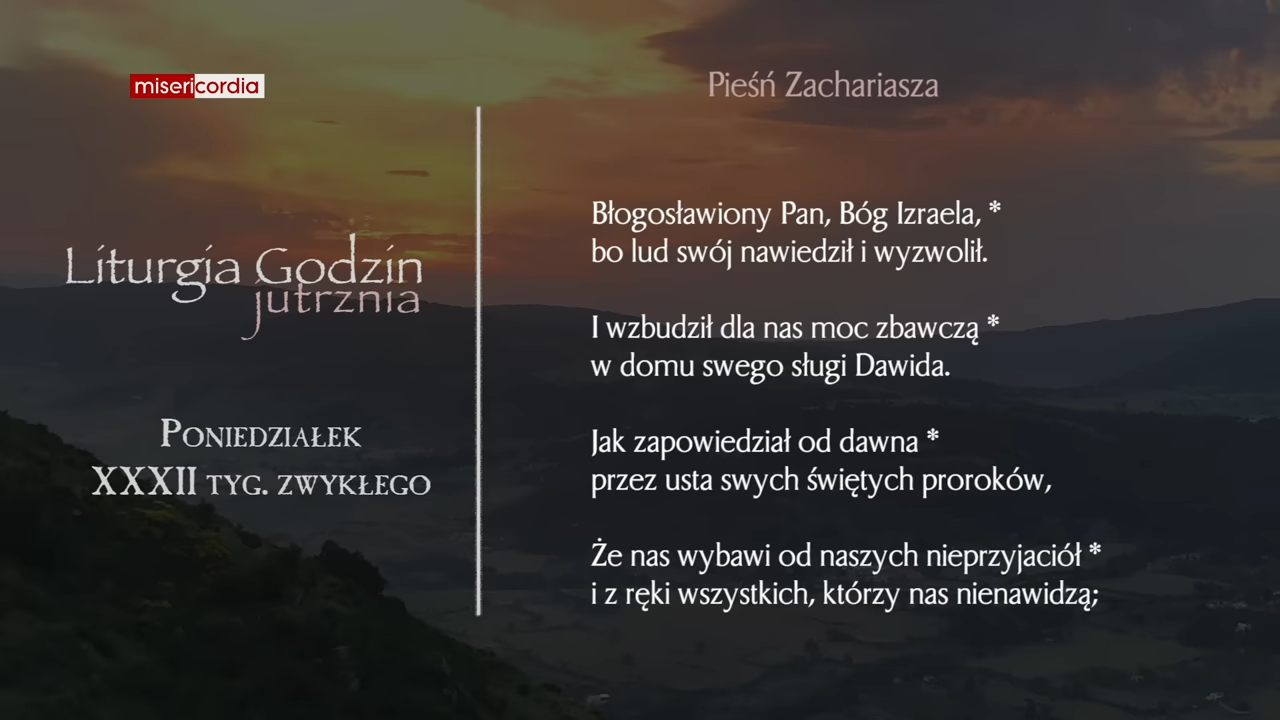 misericordia
Liturgia Godzin
jutrznia
Poniedziałek
XXXII tyg. zwykłego
Pieśń Zachariasza
Błogosławiony Pan, Bóg Izraela, *
bo lud swój nawiedził i wyzwolił.
I wzbudził dla nas moc zbawczą *
w domu swego sługi Dawida.
Jak zapowiedział od dawna *
przez usta swych świętych proroków,
Że nas wybawi od naszych nieprzyjaciół *
i z ręki wszystkich, którzy nas nienawidzą;